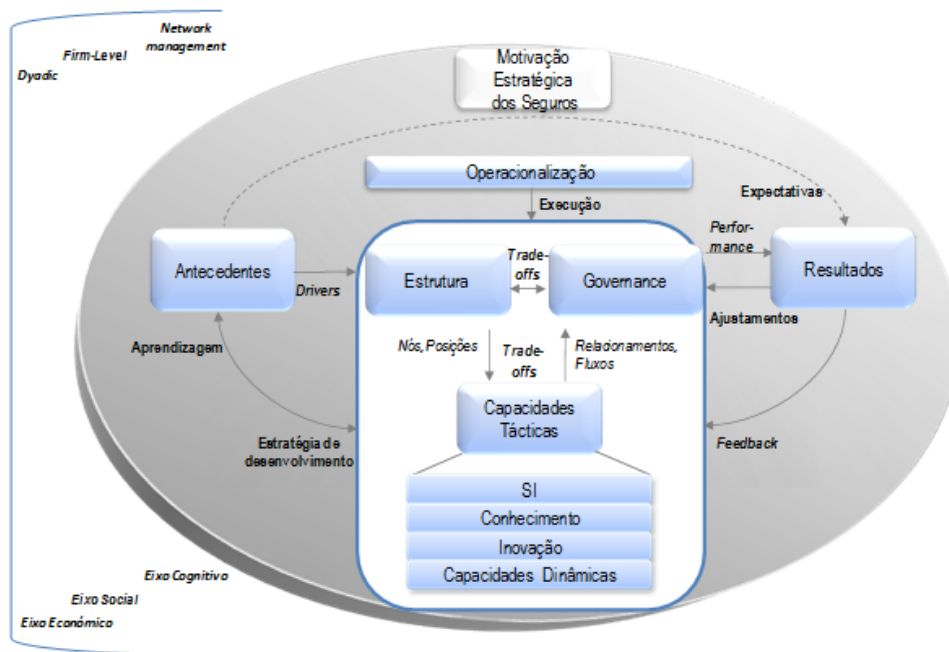 Network
management
Firm-Level
Dyadic
Motivação
Estratégica
dos Seguros
Operacionalização
Execução
Expectativas
Antecedentes
Drivers
Estrutura
Trade-
offs
Governance
Perfor-
mance
Resultados
Ajustamentos
Aprendizagem
Nós, Posições
Trade-
offs
Relacionamentos,
Fluxos
Capacidades
Tácticas
Estratégia de
desenvolvimento
Feedback
SI
Conhecimento
Inovação
Capacidades Dinâmicas
Eixo Cognitivo
Eixo Social
Eixo Económico